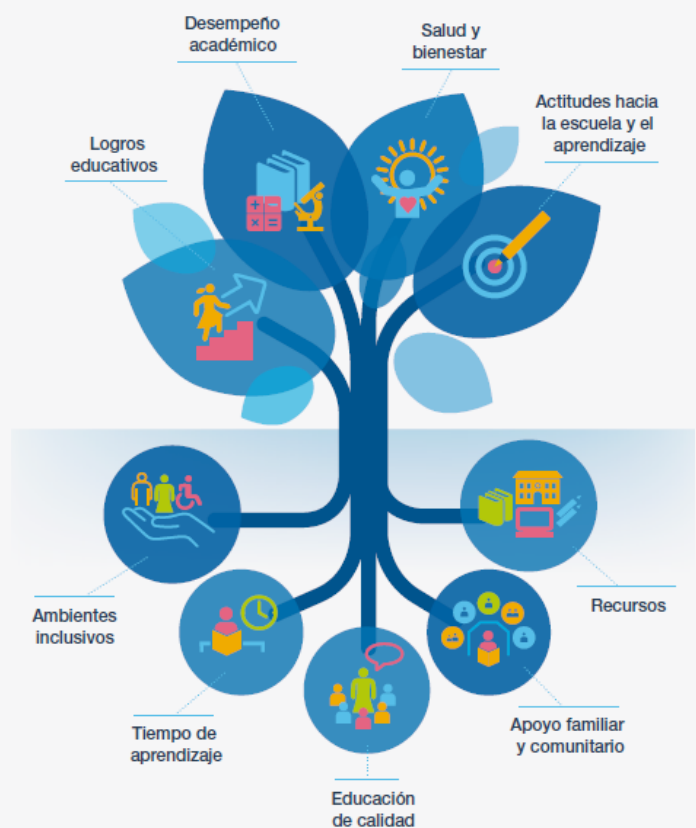 Desempeño
académico
Salud y
bienestar
Actitudes hacia
la escuela y el
aprendizaje
Logros
educativos
Ambientes
inclusivos
Recursos
Tiempo de
aprendizaje
Apoyo familiar
y comunitario
Educación
de calidad